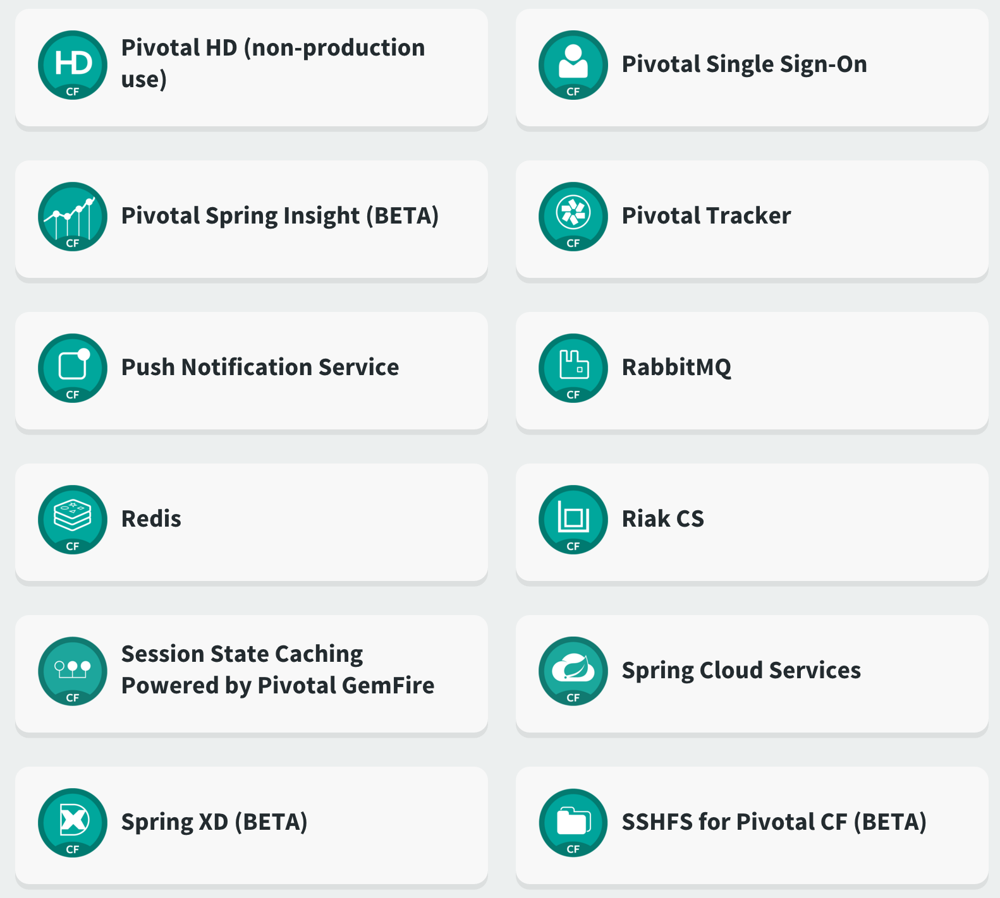 HD
CF
Pivotal HD (non-production
use)
CF
Pivotal Single Sign-On
CF
Pivotal Spring Insight (BETA)
CF
Pivotal Tracker
CF
Push Notification Service
CF
RabbitMQ
CF
Redis
CF
Riak CS
CF
Session State Caching
Powered by Pivotal GemFire
CF
Spring Cloud Services
XD
CF
Spring XD (BETA)
CF
SSHFS for Pivotal CF (BETA)